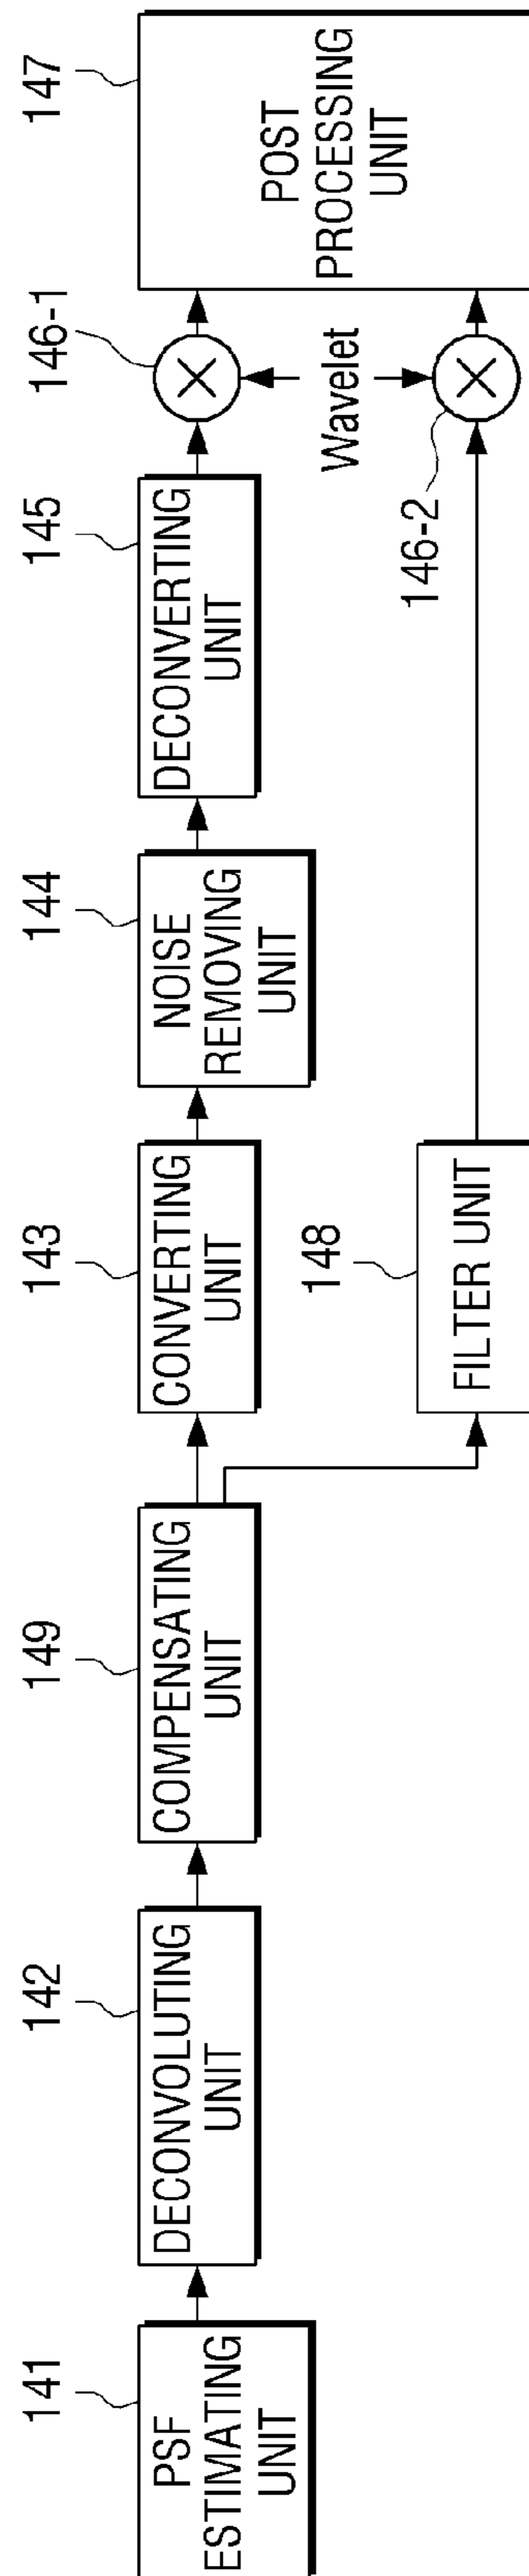 141
PSF
ESTIMATING
UNIT
142
DECONVOLUTING
UNIT
149
COMPENSATING
UNIT
143
CONVERTING
UNIT
144
NOISE
REMOVING
UNIT
145
DECONVERTING
UNIT
146-1
Wavelet
146-2
147
POST
PROCESSING
UNIT
148
FILTER UNIT